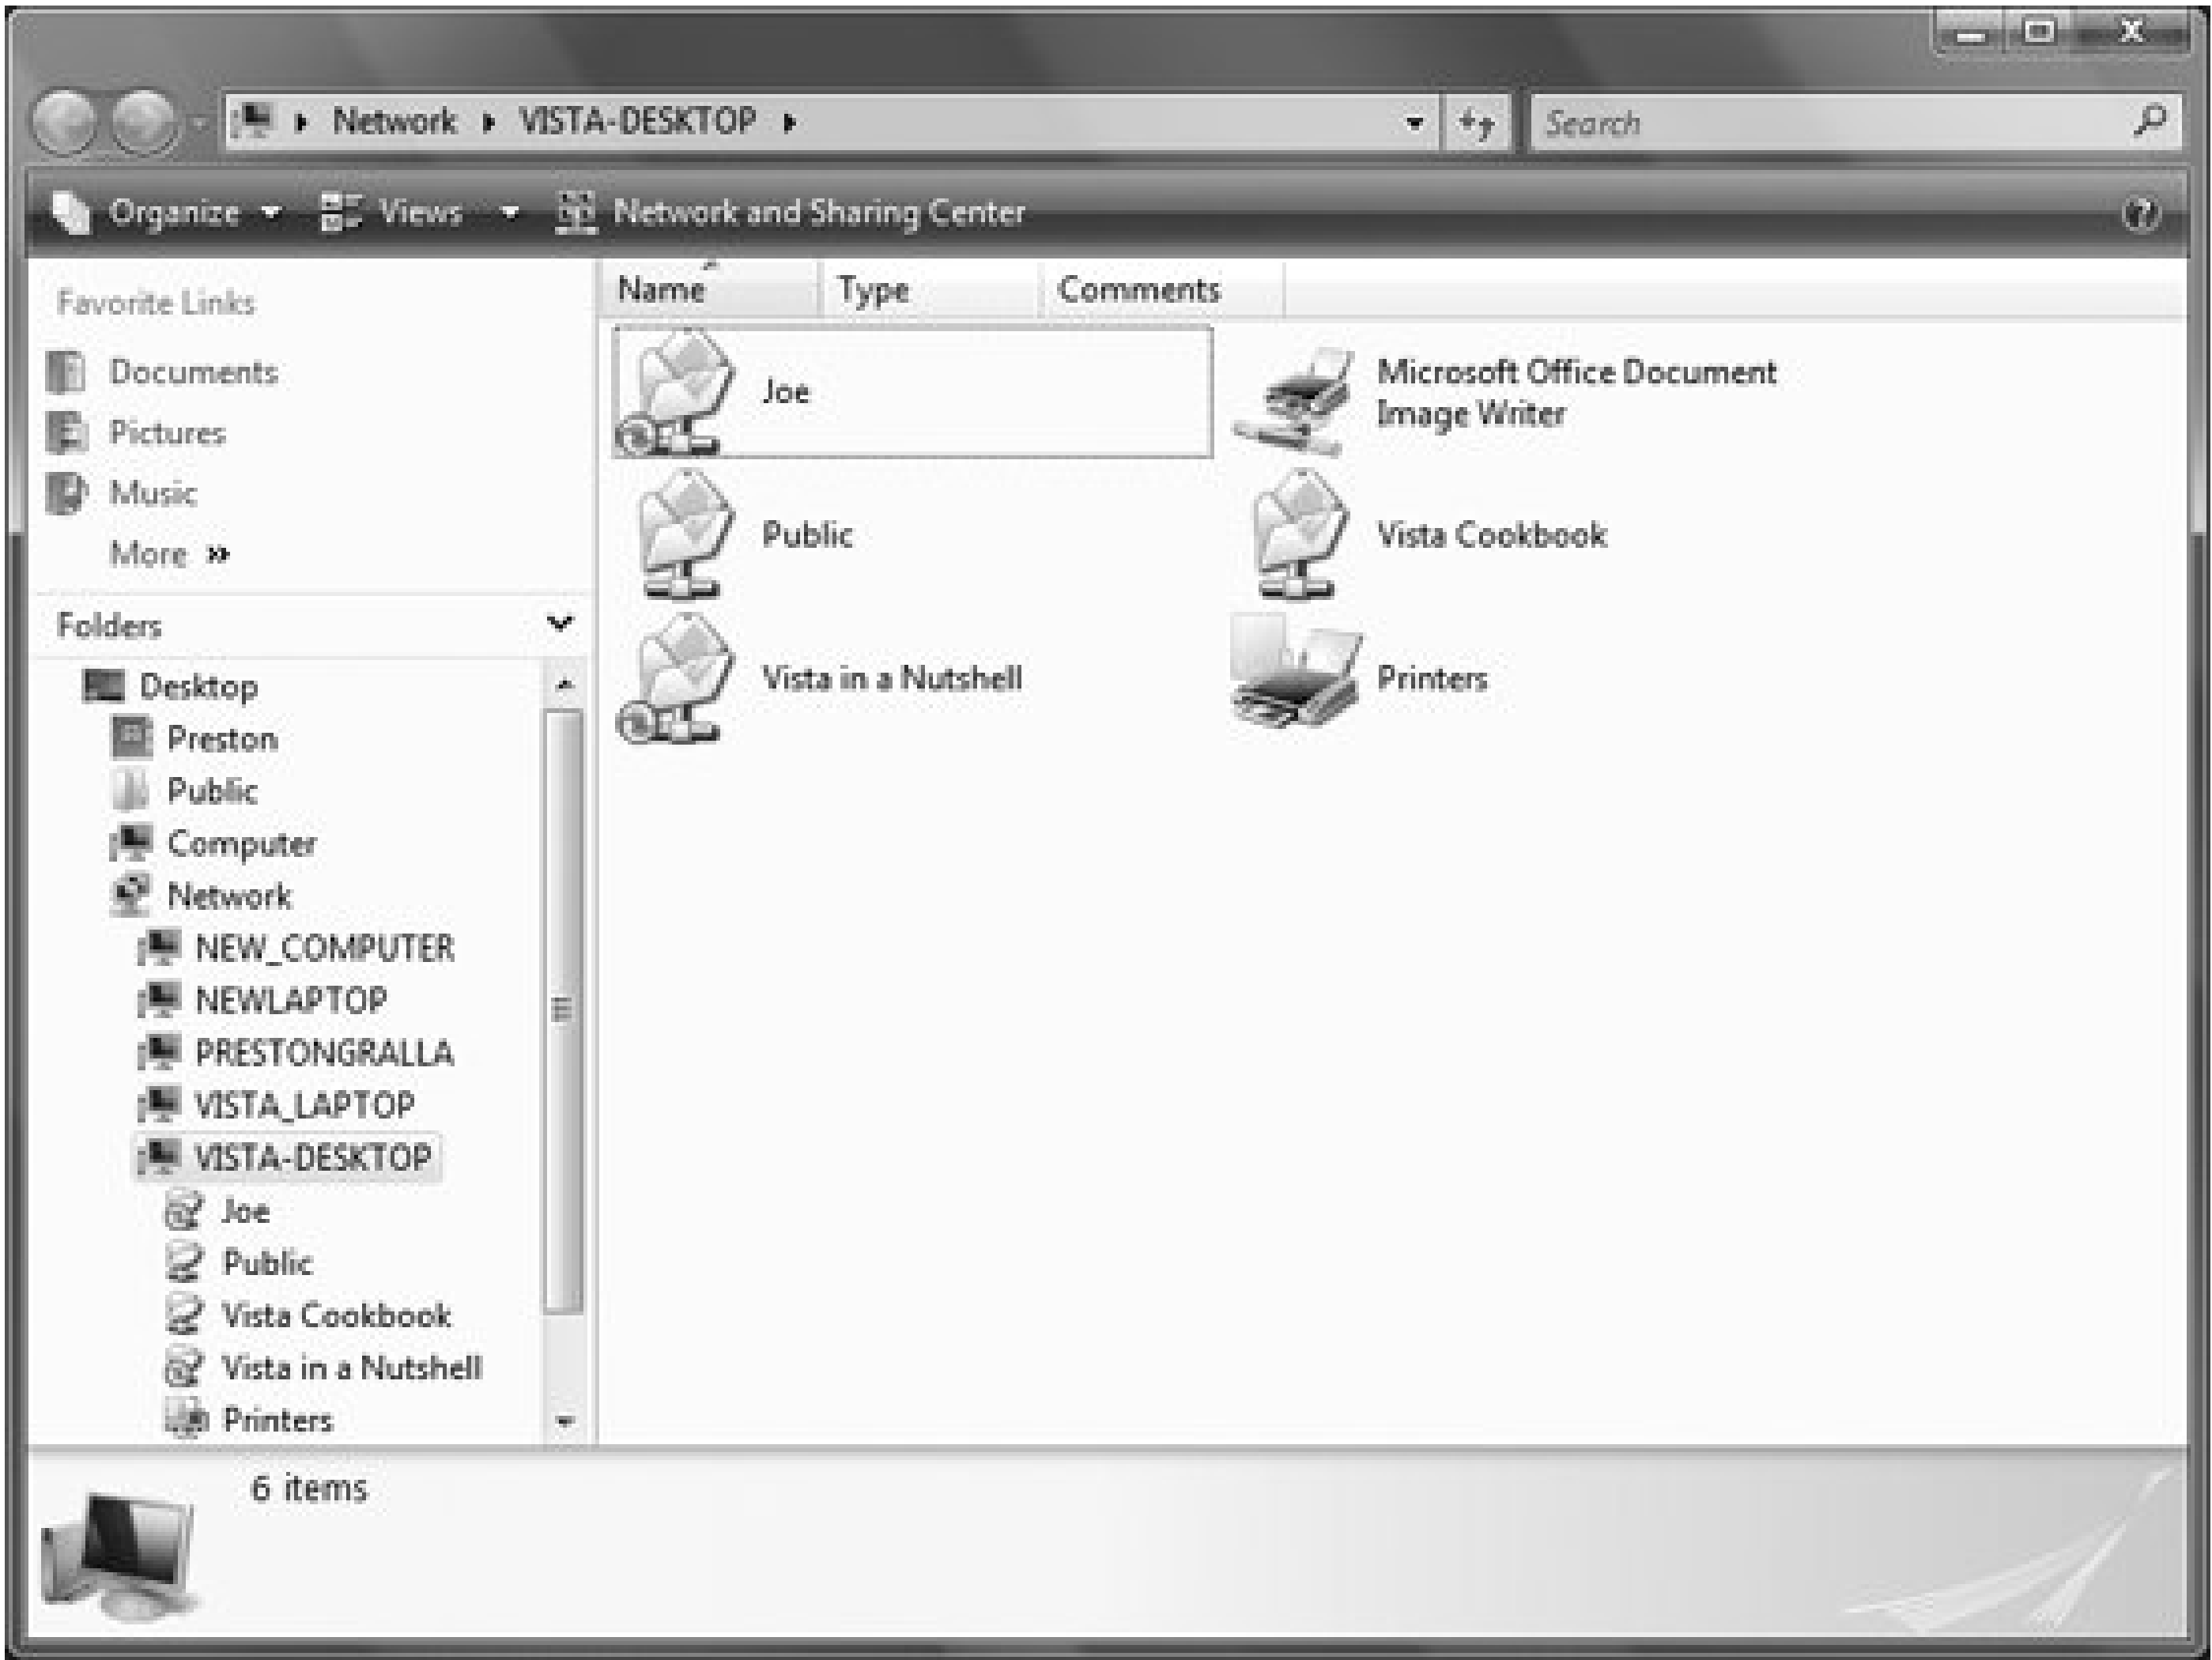 Network VISTA-DESKTOP
Search
Organize Views Network and Sharing Center
Favorite Links
Documents
Pictures
Music
More »
Folders
Desktop
Preston
Public
Computer
Network
NEW_COMPUTER
NEWLAPTOP
PRESTONGRALLA
VISTA_LAPTOP
VISTA-DESKTOP
Joe
Public
Vista Cookbook
Vista in a Nutshell
Printers
Name Type Comments
Joe
Microsoft Office Document
Image Writer
Public
Vista Cookbook
Vista in a Nutshell
Printers
6 items